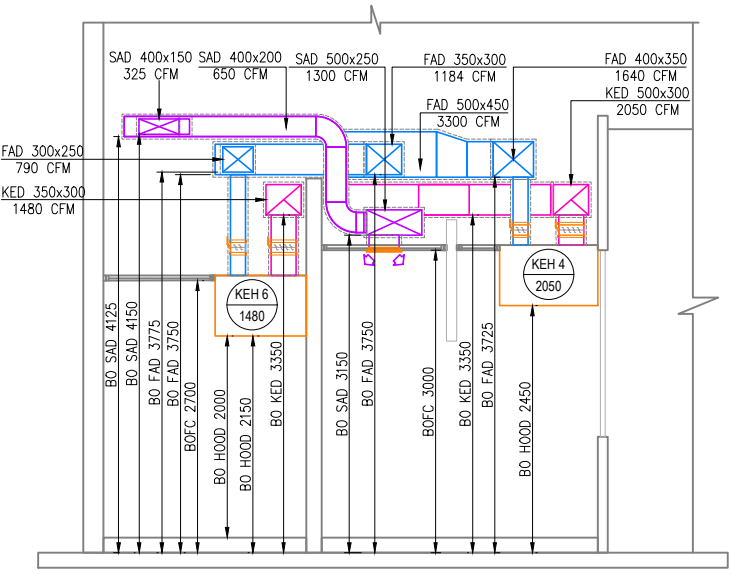 SAD 400x150
325 CFM
SAD 400x200
650 CFM
SAD 500x250
1300 CFM
FAD 350x300
1184 CFM
FAD 400x350
1640 CFM
KED 500x300
2050 CFM
FAD 500x450
3300 CFM
FAD 300x250
790 CFM
KED 350x300
1480 CFM
KEH 6
1480
KEH 4
2050
BO SAD 4125
BO SAD 4150
BO FAD 3775
BO FAD 3750
BOFC 2700
BO HOOD 2000
BO HOOD 2150
BO KED 3350
BO SAD 3150
BO FAD 3750
BOFC 3000
BO KED 3350
BO FAD 3725
BO HOOD 2450